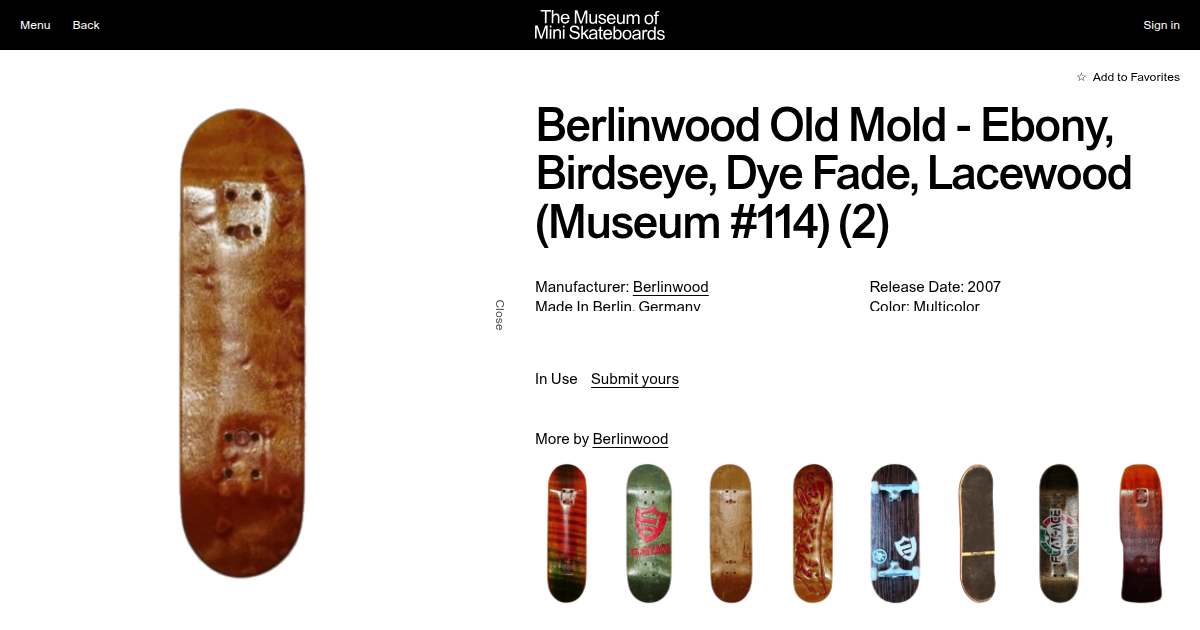 Menu
Back
The Museum of
Mini Skateboards
Sign in
☆ Add to Favorites
Berlinwood Old Mold - Ebony,
Birdseye, Dye Fade, Lacewood
(Museum #114) (2)
Manufacturer: Berlinwood
Made In Berlin, Germany
Release Date: 2007
Color: Multicolor
Close
In Use
Submit yours
More by Berlinwood